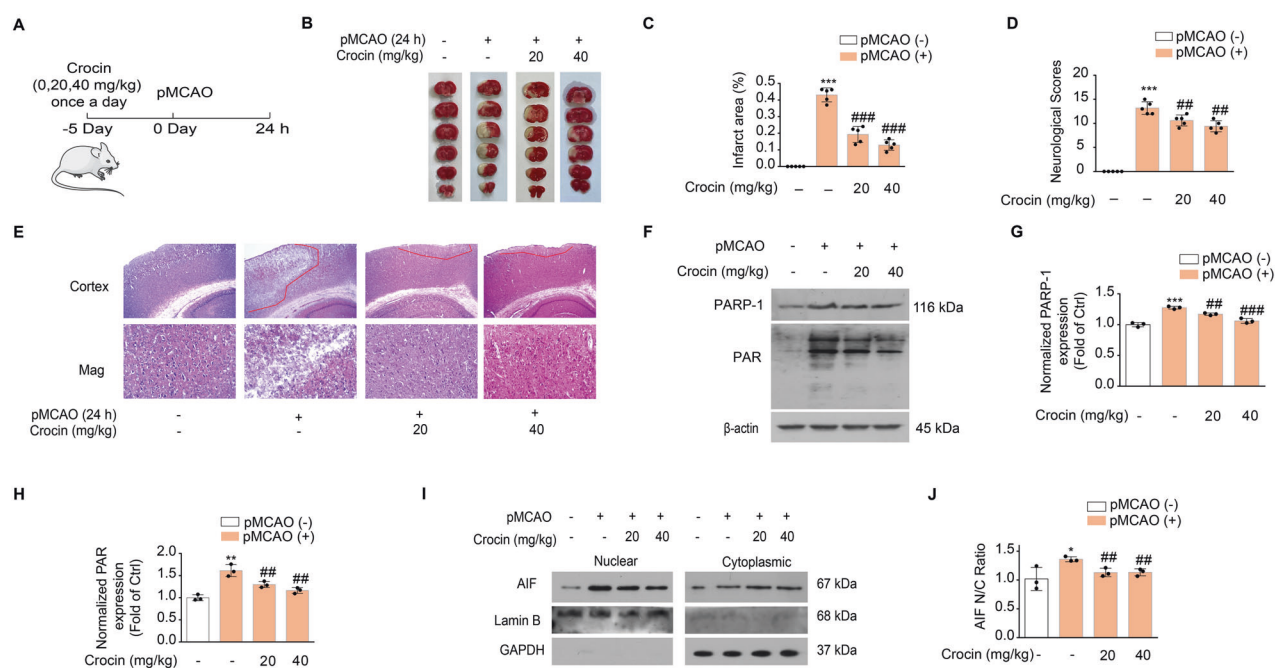 A
Crocin
(0,20,40 mg/kg)
once a day
pMCAO
-5 Day
0 Day
24 h
B
pMCAO (24 h) - + + +
Crocin (mg/kg) - - 20 40
C
pMCAO (-)
pMCAO (+)
Infarct area (%)
0.6
0.4
0.2
0.0
***
###
###
Crocin (mg/kg) – – 20 40
D
pMCAO (-)
pMCAO (+)
Neurological Scores
15
10
5
0
***
##
##
Crocin (mg/kg) – – 20 40
E
Cortex
Mag
pMCAO (24 h) - + + +
Crocin (mg/kg) - - 20 40
F
pMCAO - + + +
Crocin (mg/kg) - - 20 40
PARP-1 116 kDa
PAR
β-actin 45 kDa
G
pMCAO (-)
pMCAO (+)
Normalized PARP-1
expression
(Fold of Ctrl)
1.5
1.0
0.5
0.0
***
##
###
Crocin (mg/kg) - - 20 40
H
pMCAO (-)
pMCAO (+)
Normalized PAR
expression
(Fold of Ctrl)
2.0
1.5
1.0
0.5
0.0
**
##
##
Crocin (mg/kg) - - 20 40
I
pMCAO - + + + - + + +
Crocin (mg/kg) - - 20 40 - - 20 40
Nuclear Cytoplasmic
AIF 67 kDa
Lamin B 68 kDa
GAPDH 37 kDa
J
pMCAO (-)
pMCAO (+)
AIF N/C Ratio
1.5
1.0
0.5
0.0
*
##
##
Crocin (mg/kg) - - 20 40